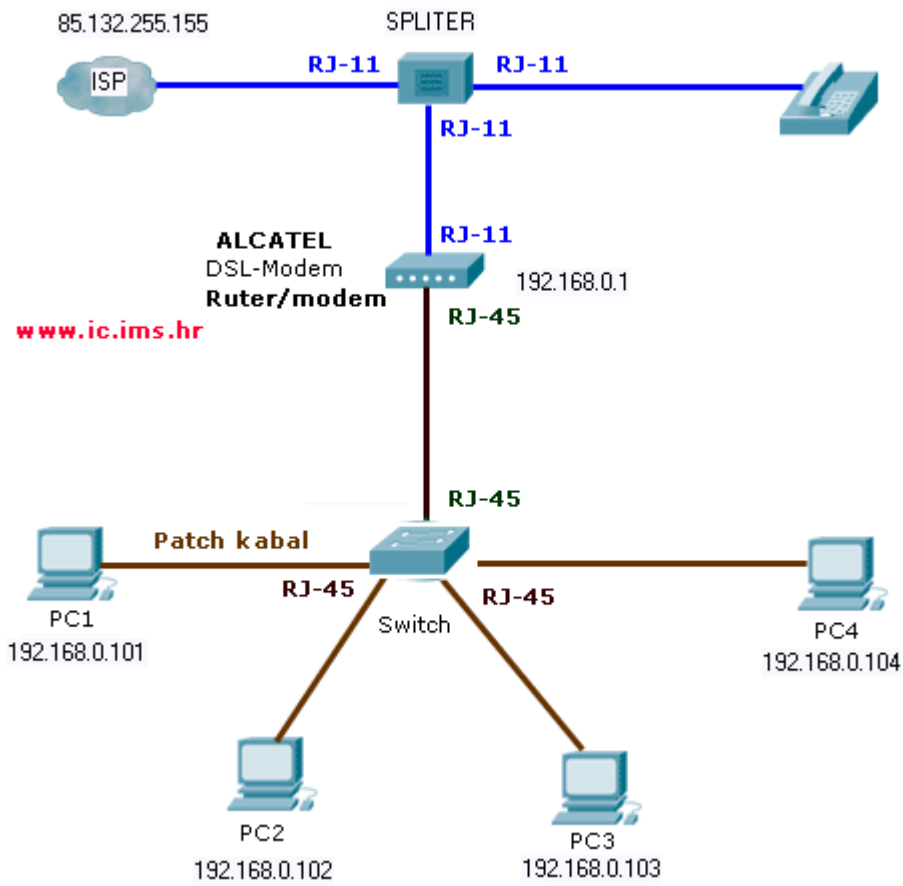 85.132.255.155
SPLITER
ISP
RJ-11
RJ-11
RJ-11
RJ-11
ALCATEL
DSL-Modem
Ruter/modem
192.168.0.1
www.ic.ims.hr
RJ-45
RJ-45
Patch kabal
RJ-45
RJ-45
Switch
PC1
192.168.0.101
PC4
192.168.0.104
PC2
192.168.0.102
PC3
192.168.0.103